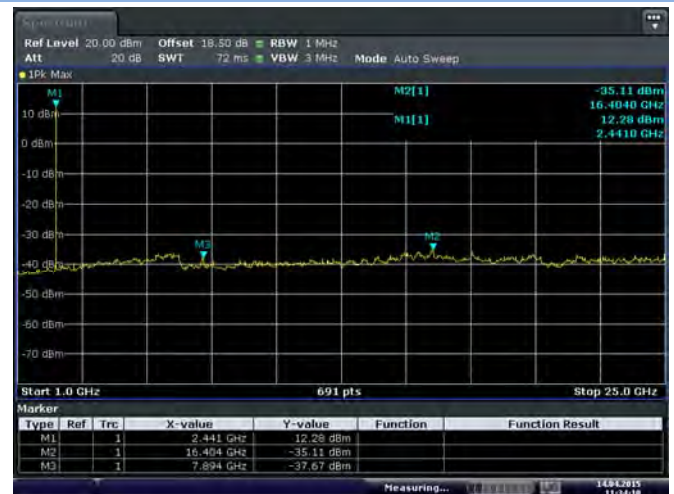 Spectrum
Ref Level 20.00 dBm Offset 18.50 dB RBW 1 MHz
Att 20 dB SWT 72 ms VBW 3 MHz Mode Auto Sweep
1Pk Max
M1
M2[1] -35.11 dBm
16.4040 GHz
10 dBm
M1[1] 12.28 dBm
2.4410 GHz
0 dBm
-10 dBm
-20 dBm
-30 dBm
M3
M2
-40 dBm
-50 dBm
-60 dBm
-70 dBm
Start 1.0 GHz 691 pts Stop 25.0 GHz
Marker
Type Ref Trc X-value Y-value Function Function Result
M1 1 2.441 GHz 12.28 dBm
M2 1 16.404 GHz -35.11 dBm
M3 1 7.894 GHz -37.67 dBm
Measuring... 14.04.2015